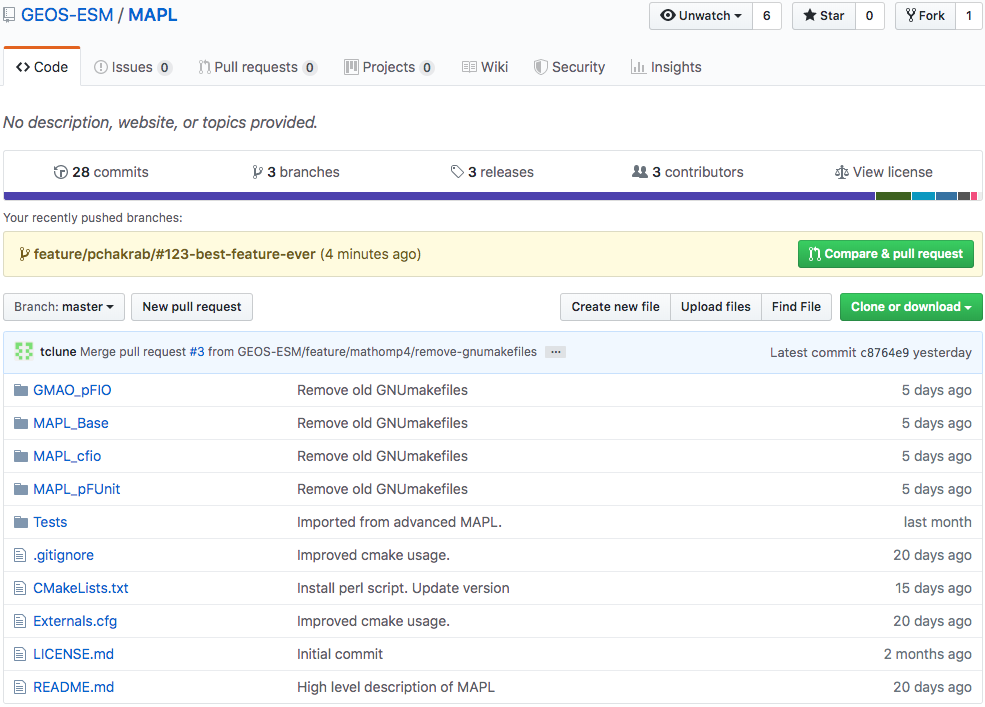 GEOS-ESM / MAPL Unwatch 6 Star 0 Fork 1
Code Issues 0 Pull requests 0 Projects 0 Wiki Security Insights
No description, website, or topics provided.
28 commits 3 branches 3 releases 3 contributors View license
Your recently pushed branches:
feature/pchakrab/#123-best-feature-ever (4 minutes ago) Compare & pull request
Branch: master New pull request Create new file Upload files Find File Clone or download
tclune Merge pull request #3 from GEOS-ESM/feature/mathomp4/remove-gnumakefiles ... Latest commit c8764e9 yesterday
GMAO_pFIO Remove old GNUmakefiles 5 days ago
MAPL_Base Remove old GNUmakefiles 5 days ago
MAPL_cfio Remove old GNUmakefiles 5 days ago
MAPL_pFUnit Remove old GNUmakefiles 5 days ago
Tests Imported from advanced MAPL. last month
.gitignore Improved cmake usage. 20 days ago
CMakeLists.txt Install perl script. Update version 15 days ago
Externals.cfg Improved cmake usage. 20 days ago
LICENSE.md Initial commit 2 months ago
README.md High level description of MAPL 20 days ago